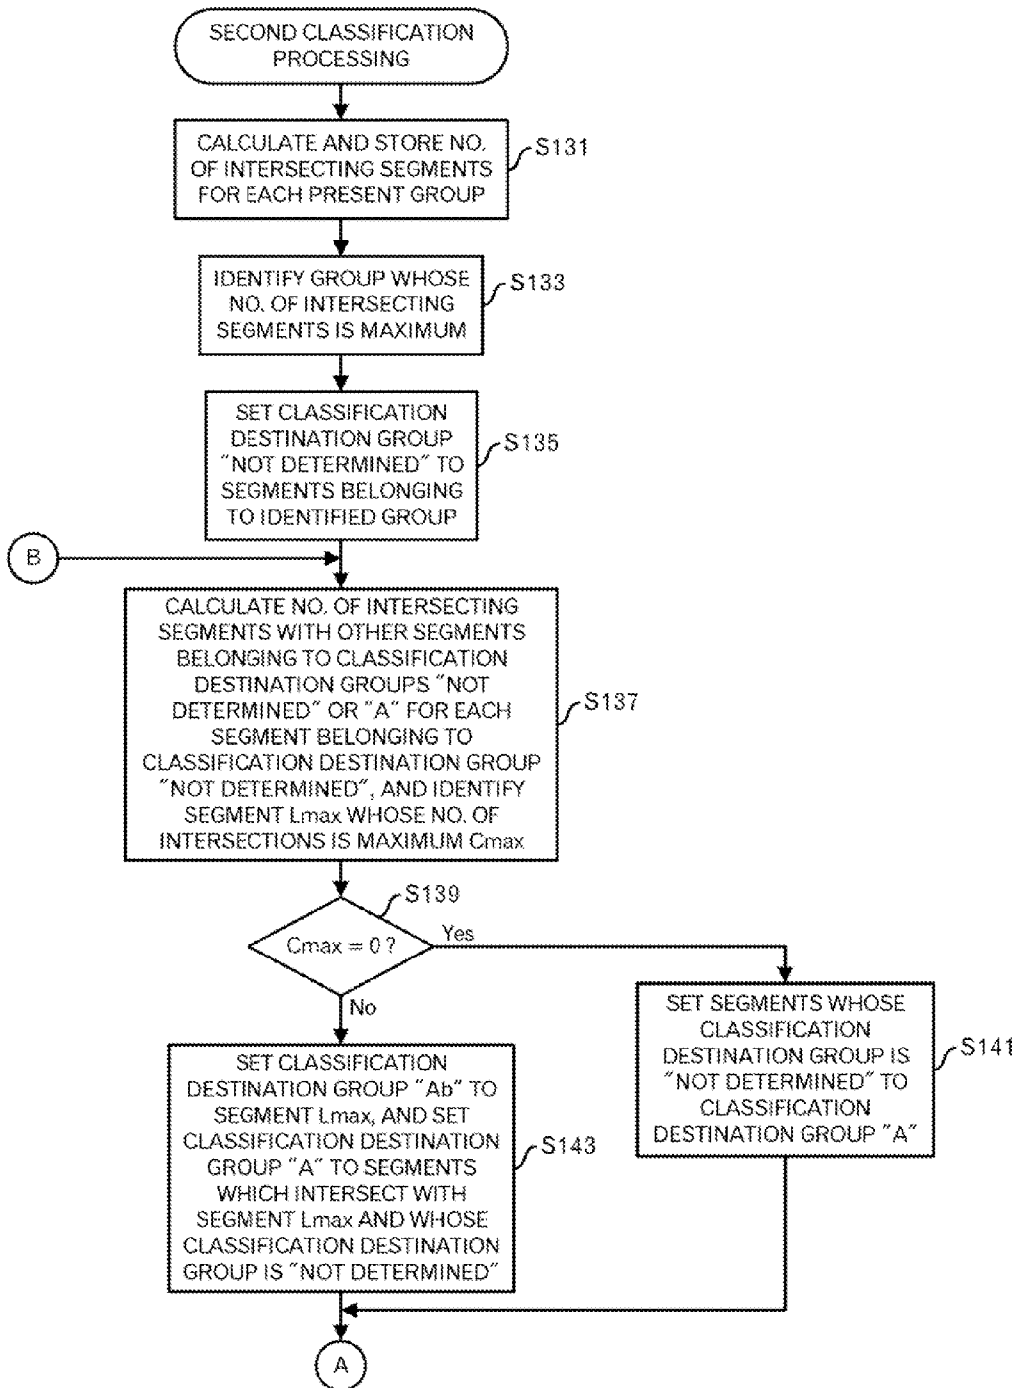 SECOND CLASSIFICATION
PROCESSING
CALCULATE AND STORE NO.
OF INTERSECTING SEGMENTS
FOR EACH PRESENT GROUP
S131
IDENTIFY GROUP WHOSE
NO. OF INTERSECTING
SEGMENTS IS MAXIMUM
S133
SET CLASSIFICATION
DESTINATION GROUP
"NOT DETERMINED" TO
SEGMENTS BELONGING
TO IDENTIFIED GROUP
S135
B
CALCULATE NO. OF INTERSECTING
SEGMENTS WITH OTHER SEGMENTS
BELONGING TO CLASSIFICATION
DESTINATION GROUPS "NOT
DETERMINED" OR "A" FOR EACH
SEGMENT BELONGING TO
CLASSIFICATION DESTINATION GROUP
"NOT DETERMINED", AND IDENTIFY
SEGMENT Lmax WHOSE NO. OF
INTERSECTIONS IS MAXIMUM Cmax
S137
S139
Cmax = 0 ?
Yes
No
SET SEGMENTS WHOSE
CLASSIFICATION
DESTINATION GROUP IS
"NOT DETERMINED" TO
CLASSIFICATION
DESTINATION GROUP "A"
S141
SET CLASSIFICATION
DESTINATION GROUP "Ab" TO
SEGMENT Lmax, AND SET
CLASSIFICATION DESTINATION
GROUP "A" TO SEGMENTS
WHICH INTERSECT WITH
SEGMENT Lmax AND WHOSE
CLASSIFICATION DESTINATION
GROUP IS "NOT DETERMINED"
S143
A